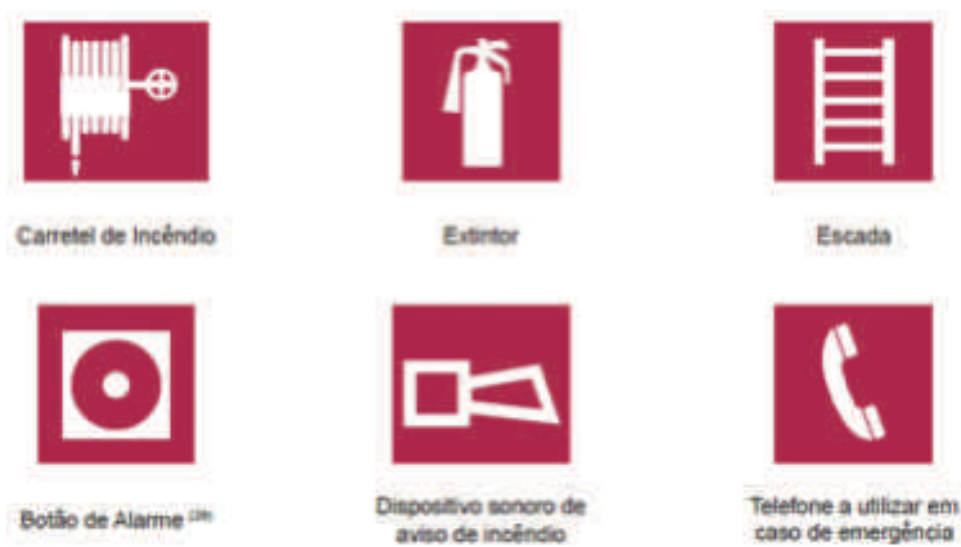 Carretel de Incêndio
Extintor
Escada
Botão de Alarme
Dispositivo sonoro de
aviso de incêndio
Telefone a utilizar em
caso de emergência